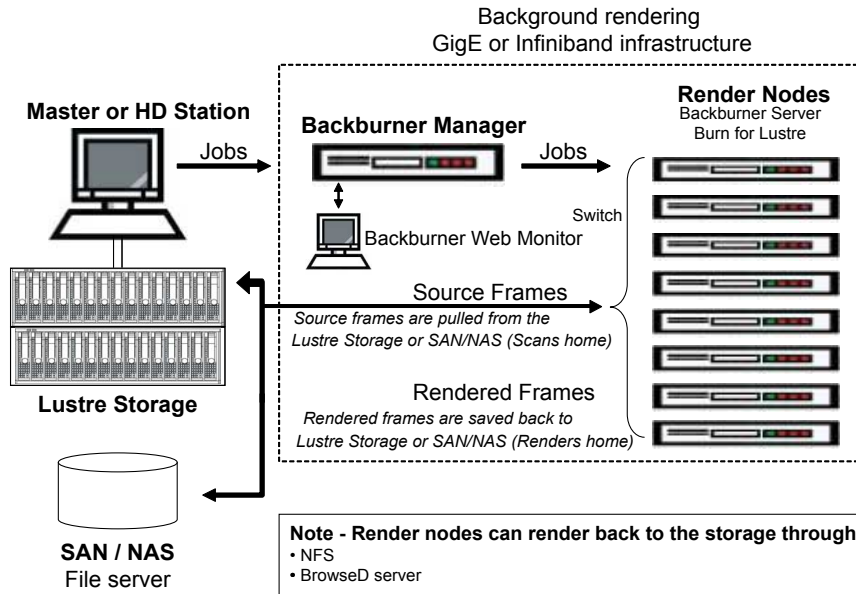 Background rendering
GigE or Infiniband infrastructure
Master or HD Station
Jobs
Backburner Manager
Jobs
Render Nodes
Backburner Server
Burn for Lustre
Switch
Backburner Web Monitor
Source Frames
Source frames are pulled from the
Lustre Storage or SAN/NAS (Scans home)
Lustre Storage
Rendered Frames
Rendered frames are saved back to
Lustre Storage or SAN/NAS (Renders home)
SAN / NAS
File server
Note - Render nodes can render back to the storage through
• NFS
• BrowseD server